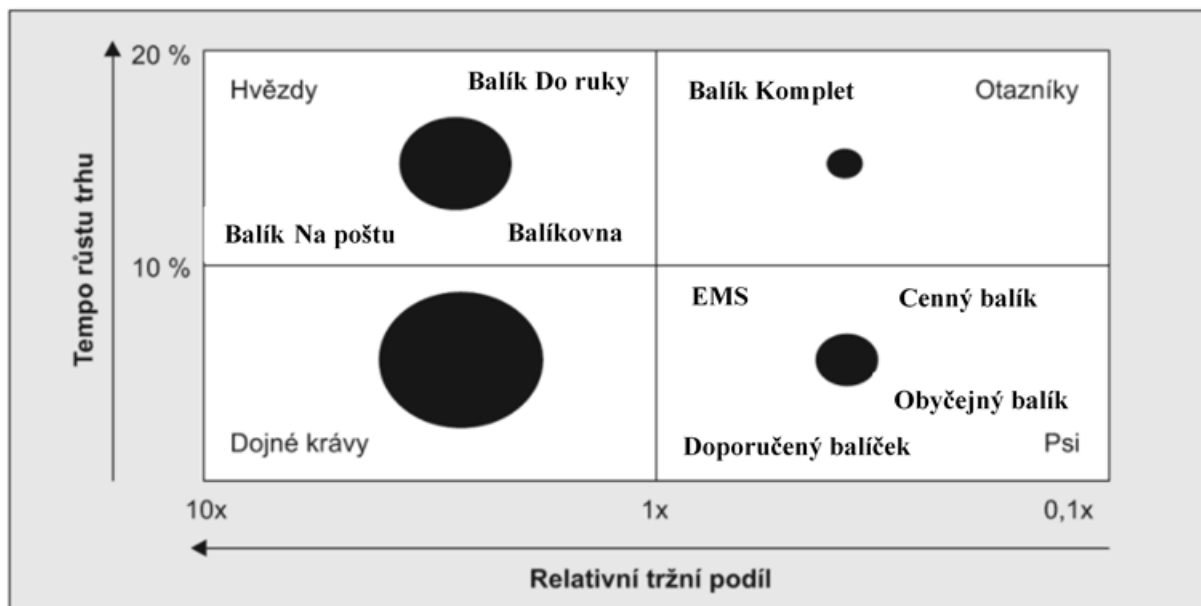 20 %
Hvězdy
Balík Do ruky
Balík Komplet
Otazníky
Balík Na poštu
Balíkovna
10 %
Tempo růstu trhu
EMS
Cenný balík
Obyčejný balík
Dojné krávy
Doporučený balíček
Psi
10x
1x
0,1x
Relativní tržní podíl